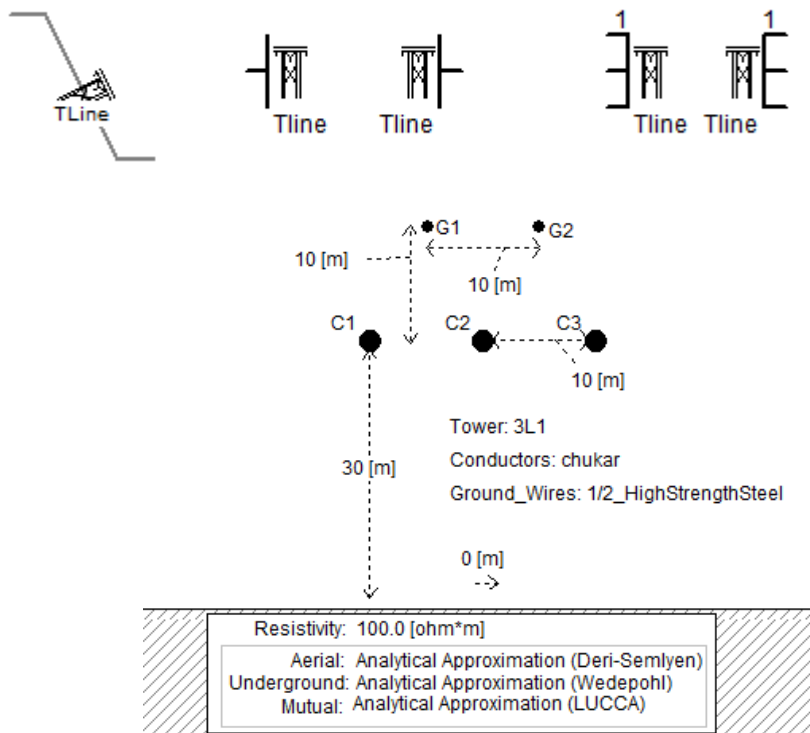 1 1
TLine
Tline Tline
Tline Tline
G1 G2
10 [m]
10 [m]
C1 C2 C3
10 [m]
Tower: 3L1
Conductors: chukar
30 [m]
Ground_Wires: 1/2_HighStrengthSteel
0 [m]
Resistivity: 100.0 [ohm*m]
Aerial: Analytical Approximation (Deri-Semlyen)
Underground: Analytical Approximation (Wedepohl)
Mutual: Analytical Approximation (LUCCA)